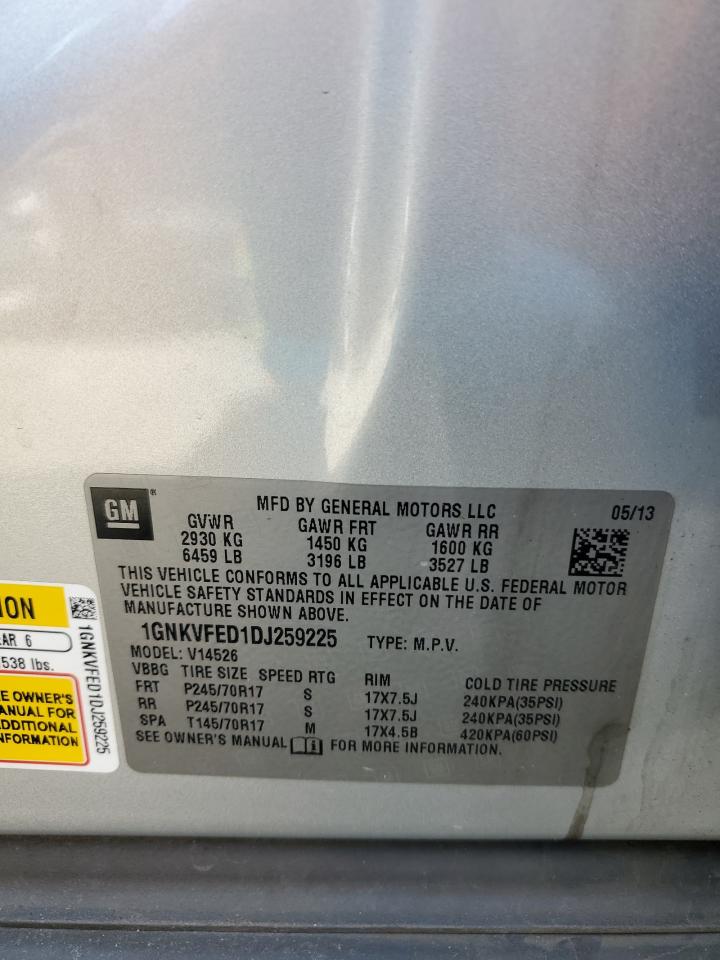 GM®
MFD BY GENERAL MOTORS LLC 05/13
GVWR GAWR FRT GAWR RR
2930 KG 1450 KG 1600 KG
6459 LB 3196 LB 3527 LB
THIS VEHICLE CONFORMS TO ALL APPLICABLE U.S. FEDERAL MOTOR
VEHICLE SAFETY STANDARDS IN EFFECT ON THE DATE OF
MANUFACTURE SHOWN ABOVE.
1GNKVFED1DJ259225 TYPE: M.P.V.
MODEL: V14526
VBBG TIRE SIZE SPEED RTG RIM COLD TIRE PRESSURE
FRT P245/70R17 S 17X7.5J 240KPA(35PSI)
RR P245/70R17 S 17X7.5J 240KPA(35PSI)
SPA T145/70R17 M 17X4.5B 420KPA(60PSI)
SEE OWNER'S MANUAL FOR MORE INFORMATION.
ION
AR 6
538 lbs.
E OWNER'S
ANUAL FOR
DDITIONAL
NFORMATION
1GNKVFED1DJ259225